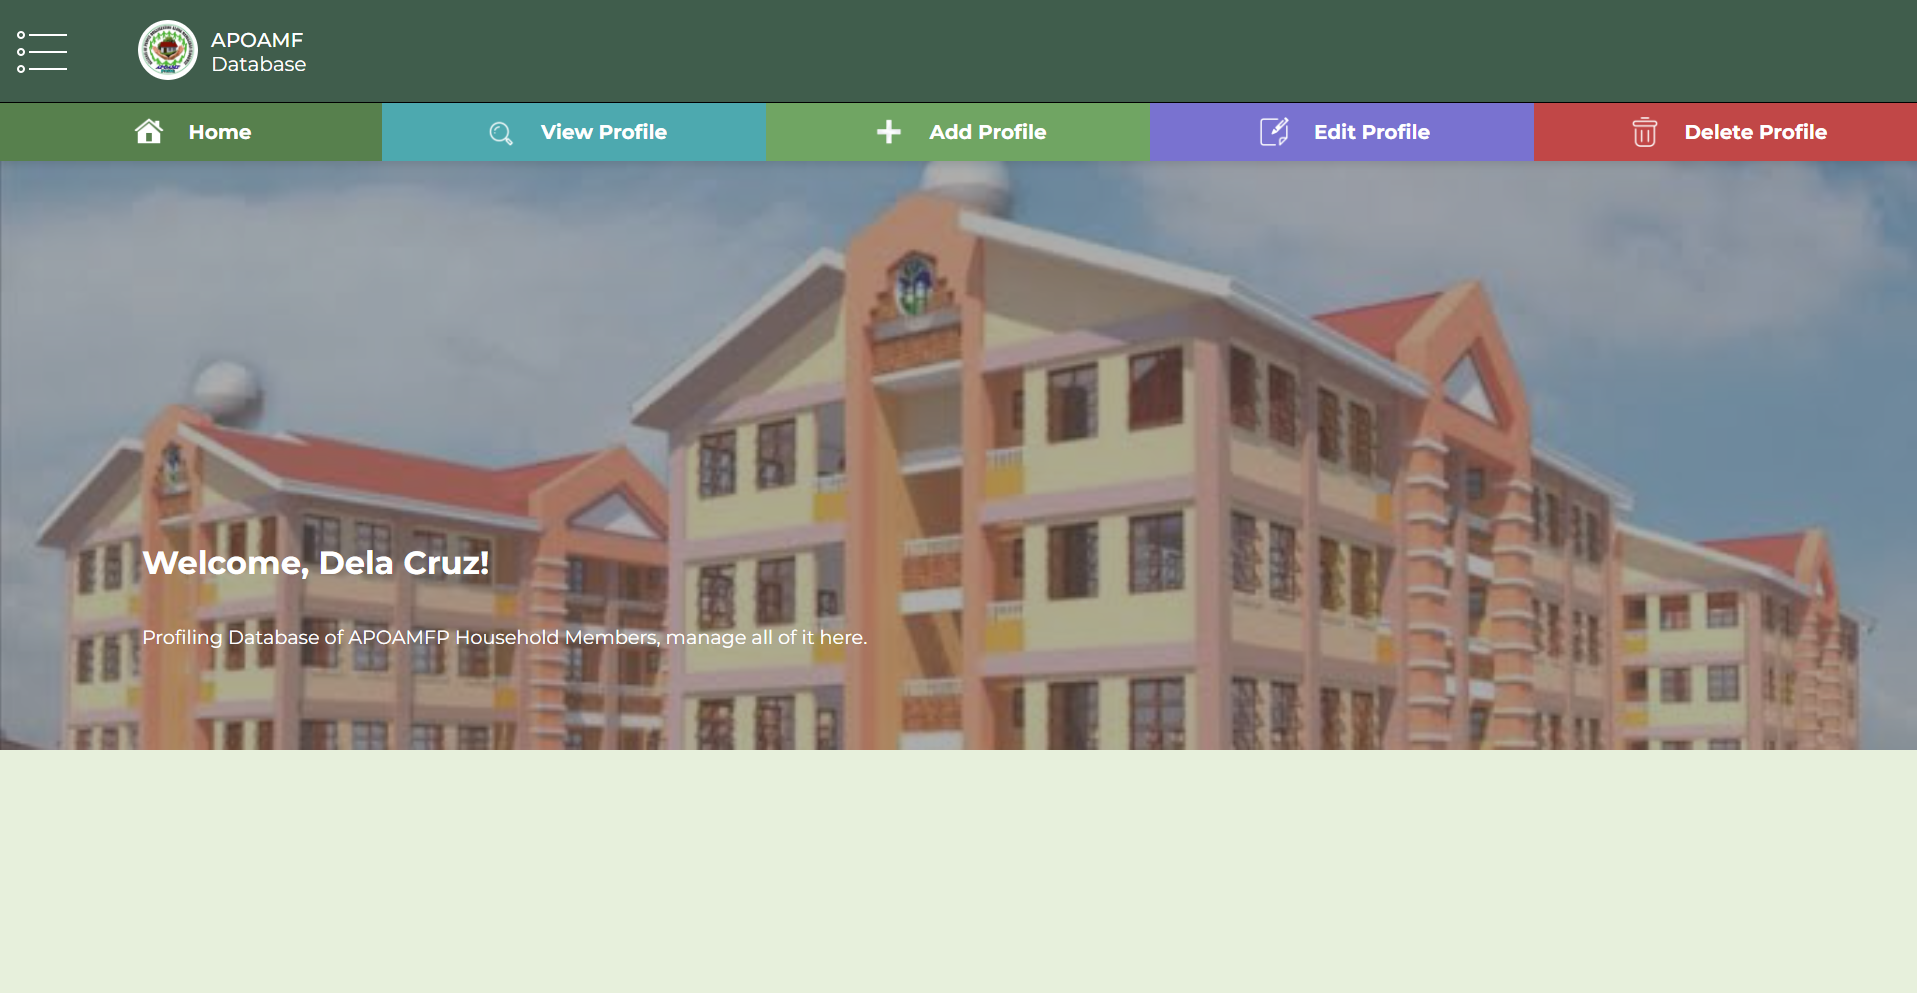 APOAMF
Database
Home
View Profile
Add Profile
Edit Profile
Delete Profile
Welcome, Dela Cruz!
Profiling Database of APOAMFP Household Members, manage all of it here.